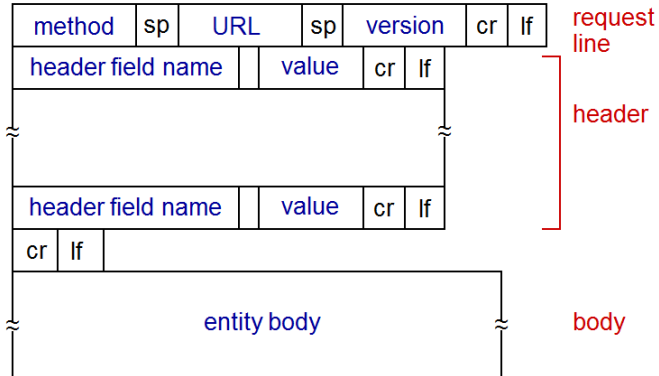 method sp URL sp version cr lf request line
header field name value cr lf
header
header field name value cr lf
cr lf
entity body body